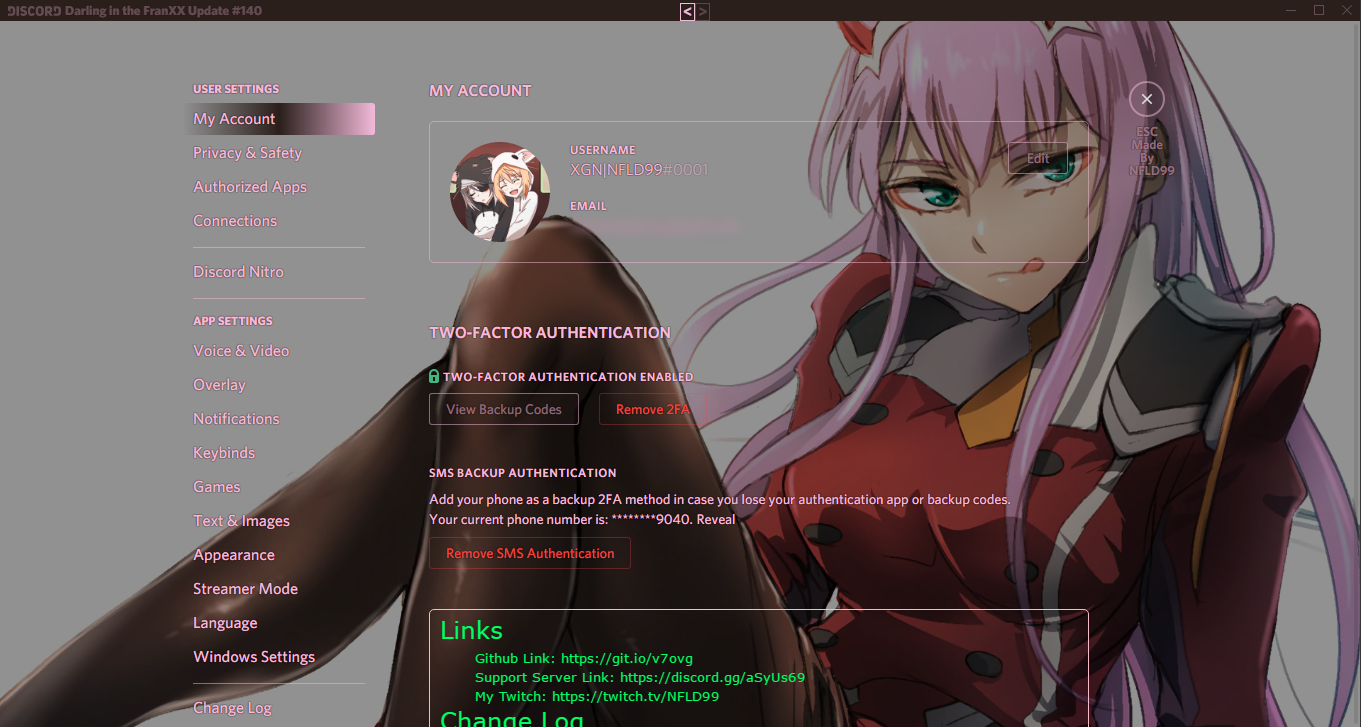 DISCORD Darling in the FranXX Update #140
< >
USER SETTINGS
My Account
Privacy & Safety
Authorized Apps
Connections
Discord Nitro
APP SETTINGS
Voice & Video
Overlay
Notifications
Keybinds
Games
Text & Images
Appearance
Streamer Mode
Language
Windows Settings
Change Log
MY ACCOUNT
USERNAME
XGN|NFLD99#0001
Edit
EMAIL
ESC
Made
By
NFLD99
TWO-FACTOR AUTHENTICATION
TWO-FACTOR AUTHENTICATION ENABLED
View Backup Codes
Remove 2FA
SMS BACKUP AUTHENTICATION
Add your phone as a backup 2FA method in case you lose your authentication app or backup codes.
Your current phone number is: ********9040. Reveal
Remove SMS Authentication
Links
Github Link: https://git.io/v7ovg
Support Server Link: https://discord.gg/aSyUs69
My Twitch: https://twitch.tv/NFLD99
Change Log